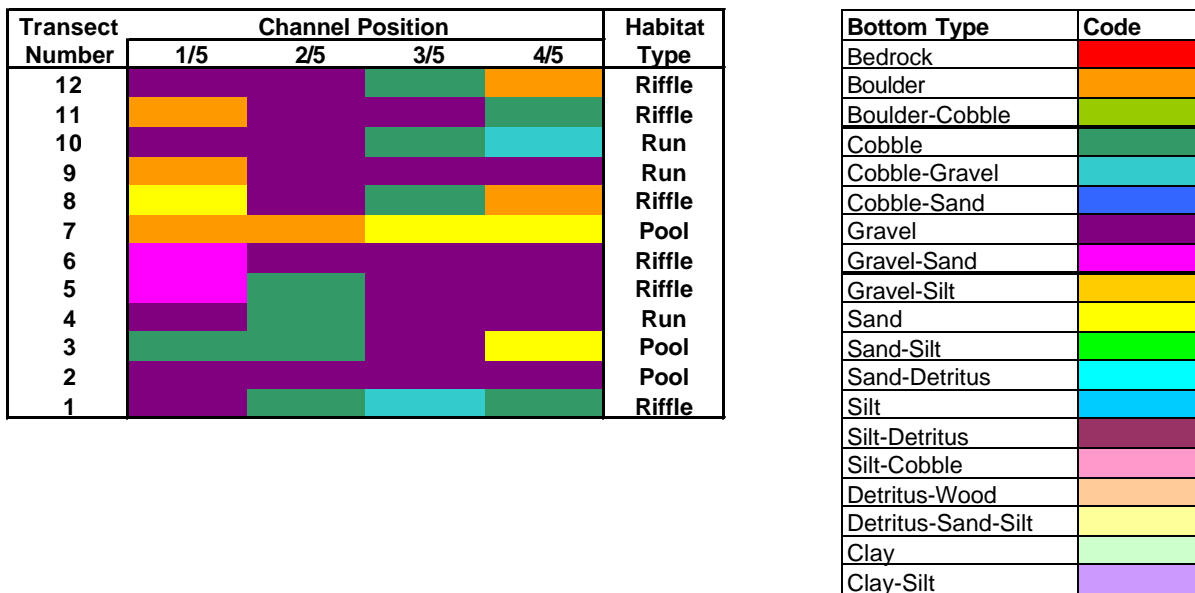 Transect Channel Position Habitat
Number 1/5 2/5 3/5 4/5 Type
12 Riffle
11 Riffle
10 Run
9 Run
8 Riffle
7 Pool
6 Riffle
5 Riffle
4 Run
3 Pool
2 Pool
1 Riffle
Bottom Type Code
Bedrock
Boulder
Boulder-Cobble
Cobble
Cobble-Gravel
Cobble-Sand
Gravel
Gravel-Sand
Gravel-Silt
Sand
Sand-Silt
Sand-Detritus
Silt
Silt-Detritus
Silt-Cobble
Detritus-Wood
Detritus-Sand-Silt
Clay
Clay-Silt